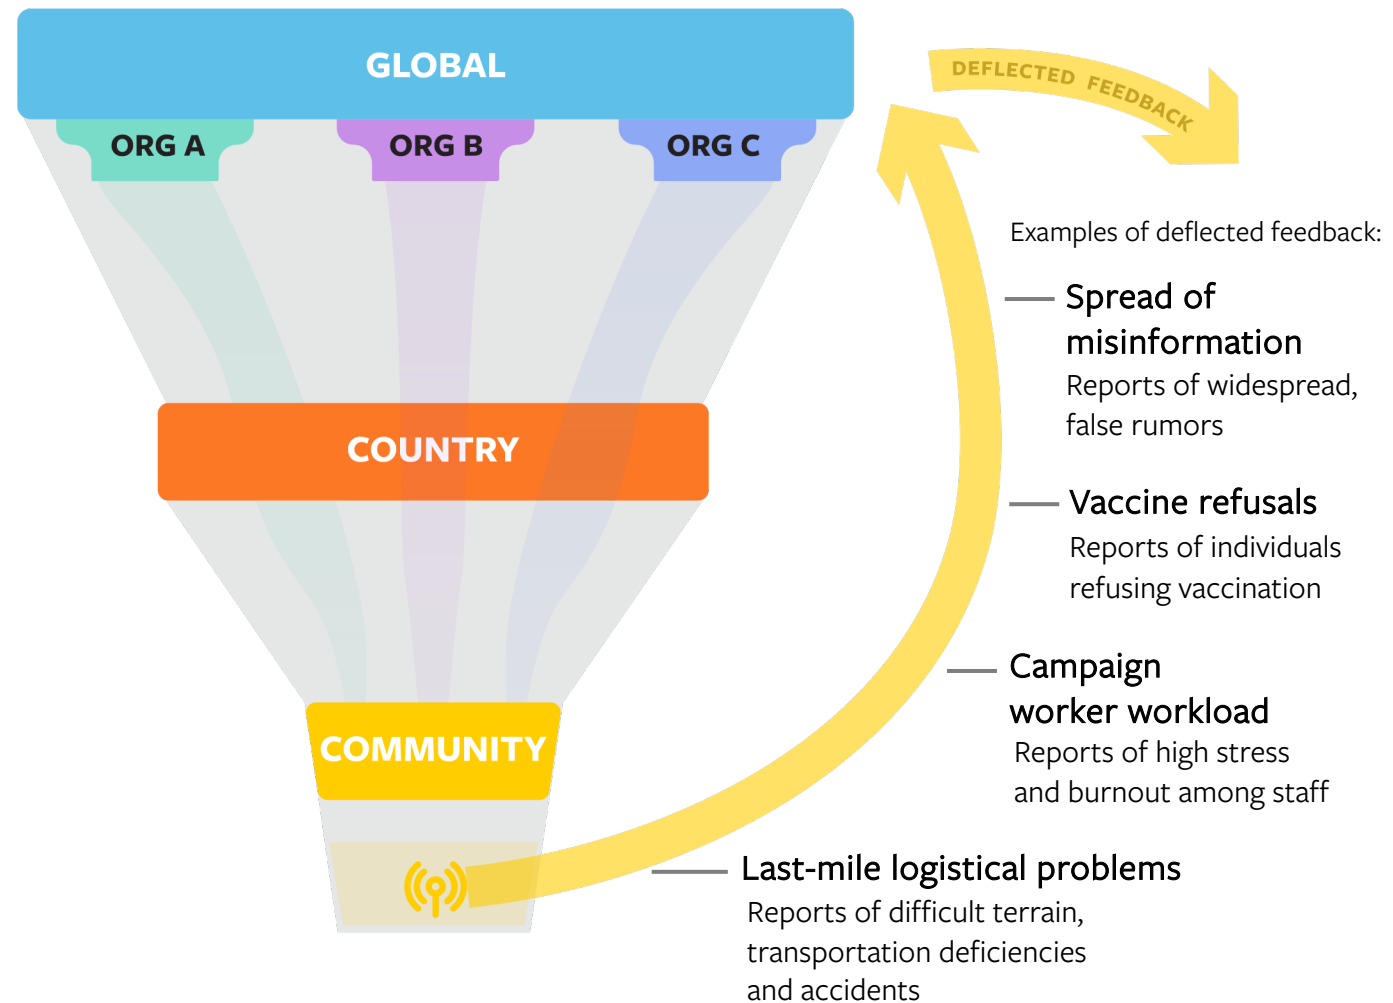 GLOBAL
ORG A
ORG B
ORG C
DEFLECTED FEEDBACK
Examples of deflected feedback:
Spread of
misinformation
Reports of widespread,
false rumors
COUNTRY
Vaccine refusals
Reports of individuals
refusing vaccination
Campaign
worker workload
Reports of high stress
and burnout among staff
COMMUNITY
Last-mile logistical problems
Reports of difficult terrain,
transportation deficiencies
and accidents